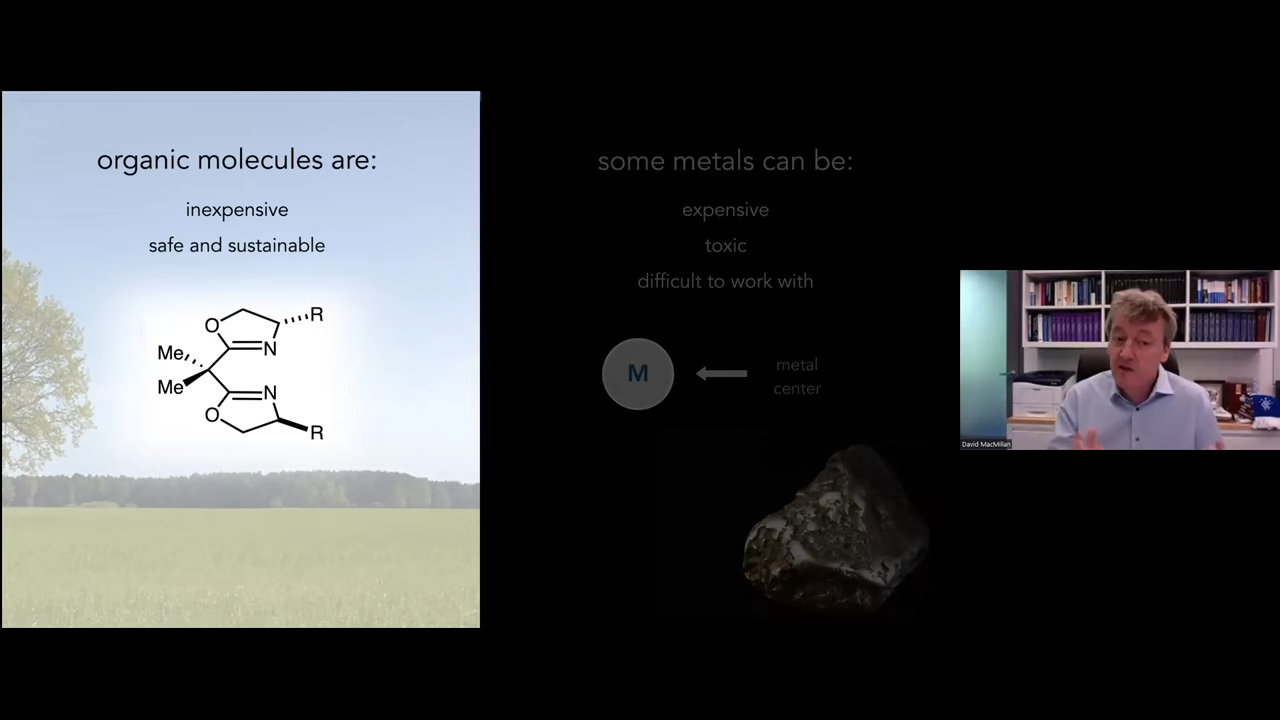 organic molecules are:
inexpensive
safe and sustainable
O
R
N
Me
Me
N
O
R
some metals can be:
expensive
toxic
difficult to work with
M
metal
center
David MacMillan